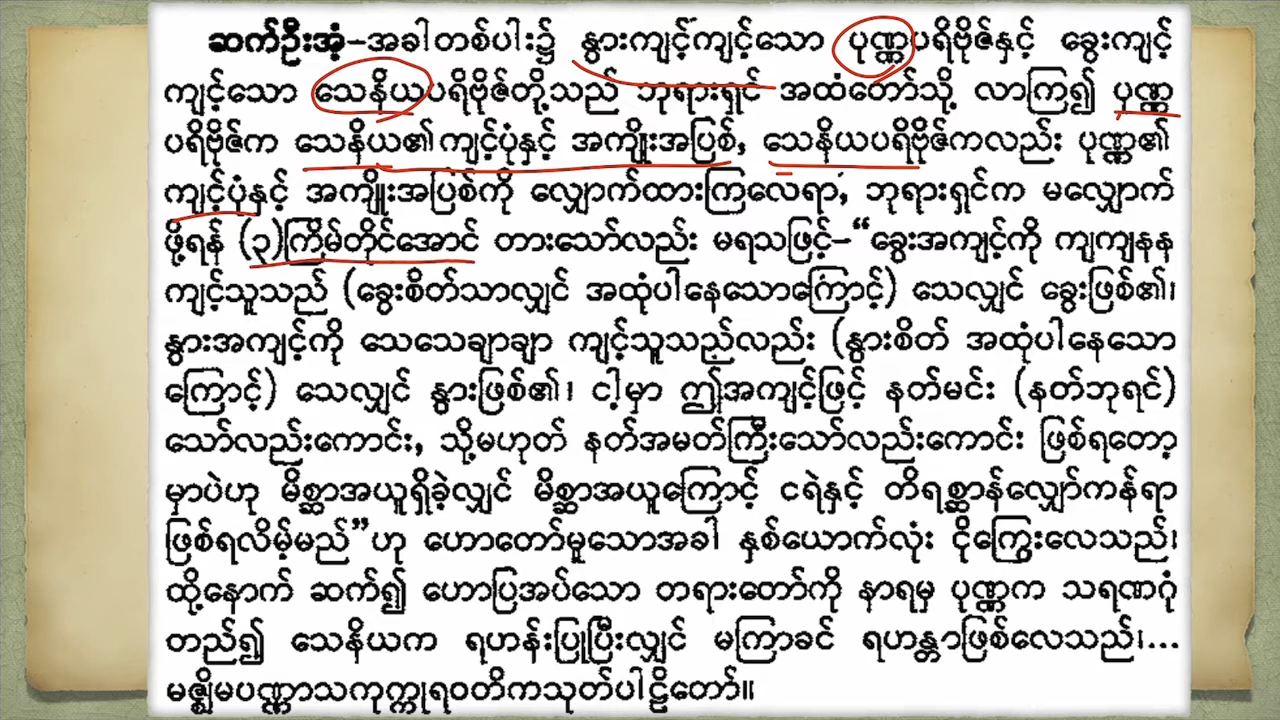 ဆက်ဦးအံ့–အခါတစ်ပါး၌ နွားကျင့်ကျင့်သော ပုဏ္ဏပရိဗိုဇ်နှင့် ခွေးကျင့်
ကျင့်သော သေနိယပရိဗိုဇ်တို့သည် ဘုရားရှင် အထံတော်သို့ လာကြ၍ ပုဏ္ဏ
ပရိဗိုဇ်က သေနိယ၏ကျင့်ပုံနှင့် အကျိုးအပြစ်, သေနိယပရိဗိုဇ်ကလည်း ပုဏ္ဏ၏
ကျင့်ပုံနှင့် အကျိုးအပြစ်ကို လျှောက်ထားကြလေရာ, ဘုရားရှင်က မလျှောက်
ဖို့ရန် (၃)ကြိမ်တိုင်အောင် တားသော်လည်း မရသဖြင့်–“ခွေးအကျင့်ကို ကျကျနန
ကျင့်သူသည် (ခွေးစိတ်သာလျှင် အထုံပါနေသောကြောင့်) သေလျှင် ခွေးဖြစ်၏၊
နွားအကျင့်ကို သေသေချာချာ ကျင့်သူသည်လည်း (နွားစိတ် အထုံပါနေသော
ကြောင့်) သေလျှင် နွားဖြစ်၏၊ ငါ့မှာ ဤအကျင့်ဖြင့် နတ်မင်း (နတ်ဘုရင်)
သော်လည်းကောင်း, သို့မဟုတ် နတ်အမတ်ကြီးသော်လည်းကောင်း ဖြစ်ရတော့
မှာပဲဟု မိစ္ဆာအယူရှိခဲ့လျှင် မိစ္ဆာအယူကြောင့် ငရဲနှင့် တိရစ္ဆာန်လျှော်ကန်ရာ
ဖြစ်ရလိမ့်မည်”ဟု ဟောတော်မူသောအခါ နှစ်ယောက်လုံး ငိုကြွေးလေသည်၊
ထို့နောက် ဆက်၍ ဟောပြအပ်သော တရားတော်ကို နာရမှ ပုဏ္ဏက သရဏဂုံ
တည်၍ သေနိယက ရဟန်းပြုပြီးလျှင် မကြာခင် ရဟန္တာဖြစ်လေသည်၊...
မဇ္ဈိမပဏ္ဏာသကုက္ကုရဝတိကသုတ်ပါဠိတော်။